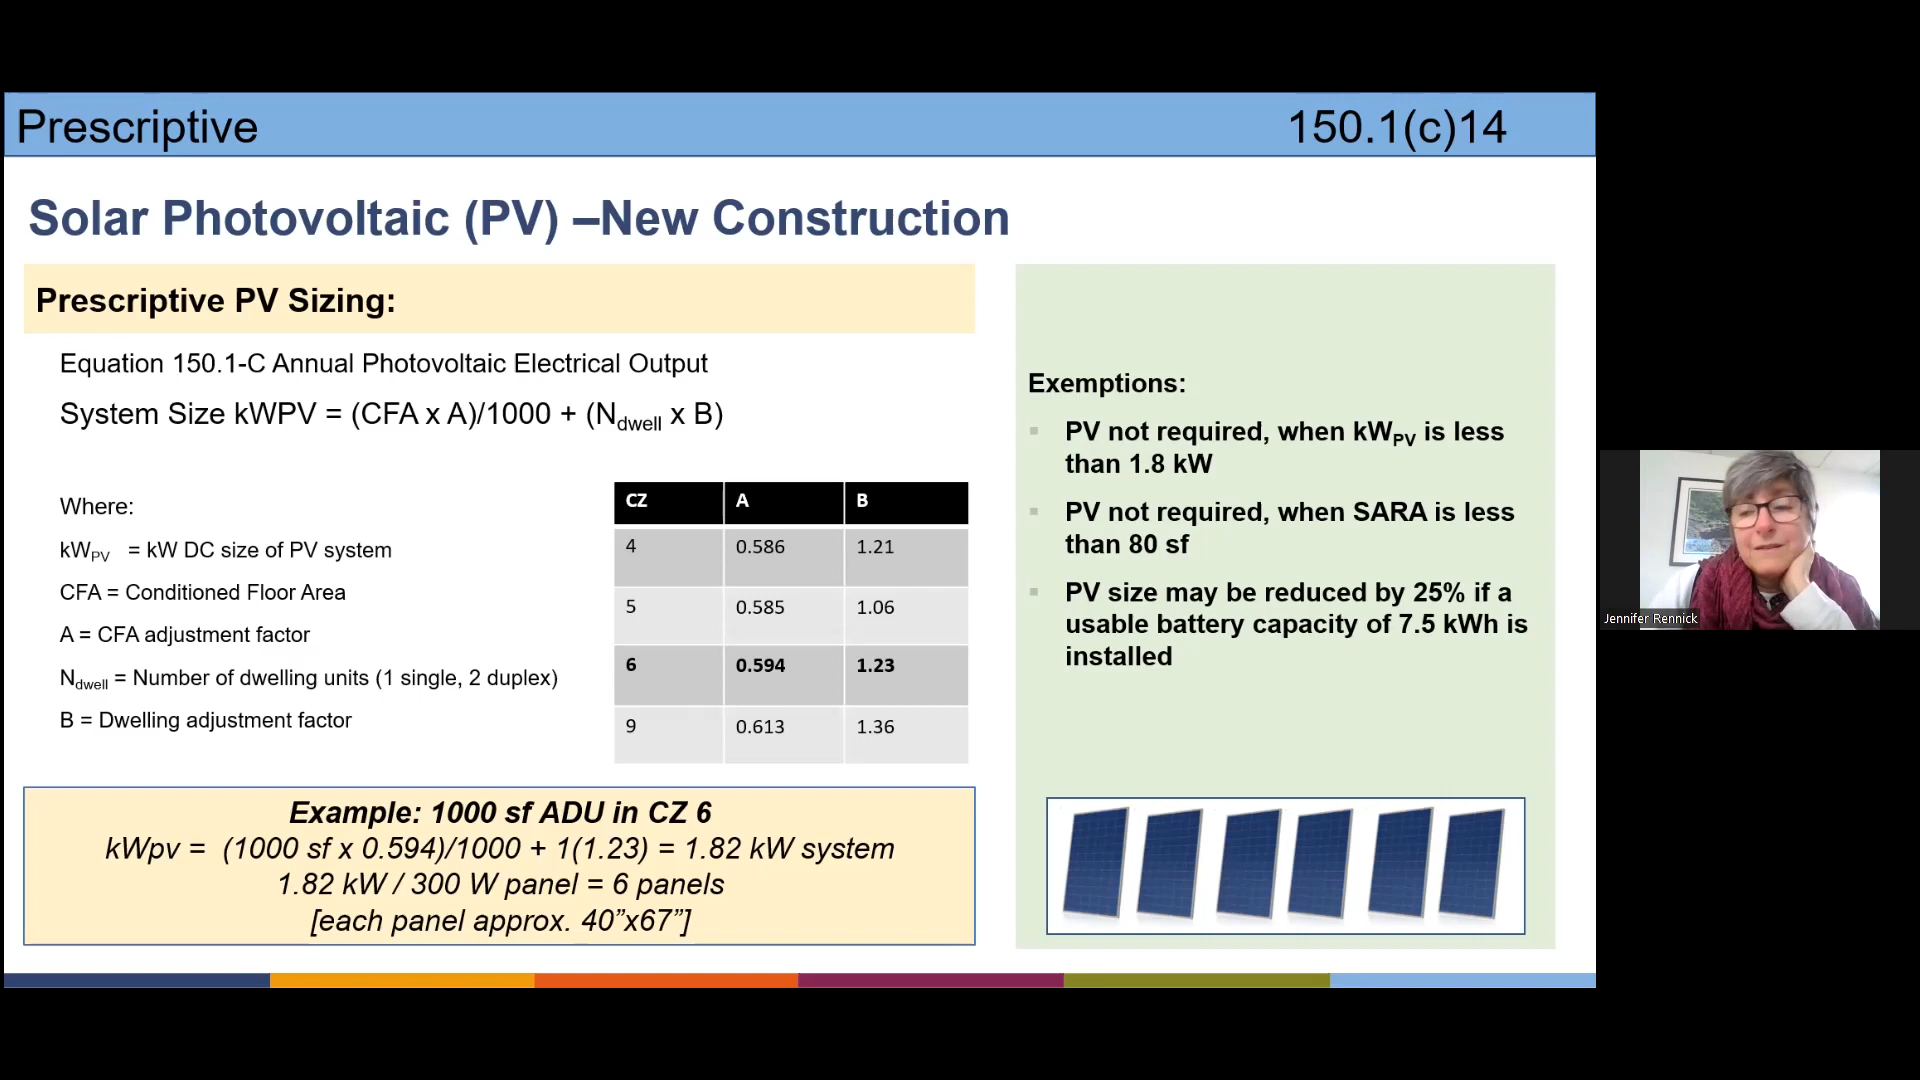 Prescriptive
150.1(c)14
Solar Photovoltaic (PV) –New Construction
Prescriptive PV Sizing:
Equation 150.1-C Annual Photovoltaic Electrical Output
System Size kWPV = (CFA x A)/1000 + (Ndwell x B)
Where:
kWPV = kW DC size of PV system
CFA = Conditioned Floor Area
A = CFA adjustment factor
Ndwell = Number of dwelling units (1 single, 2 duplex)
B = Dwelling adjustment factor
CZ A B
4 0.586 1.21
5 0.585 1.06
6 0.594 1.23
9 0.613 1.36
Example: 1000 sf ADU in CZ 6
kWpv = (1000 sf x 0.594)/1000 + 1(1.23) = 1.82 kW system
1.82 kW / 300 W panel = 6 panels
[each panel approx. 40”x67”]
Exemptions:
PV not required, when kWPV is less
than 1.8 kW
PV not required, when SARA is less
than 80 sf
PV size may be reduced by 25% if a
usable battery capacity of 7.5 kWh is
installed
Jennifer Rennick